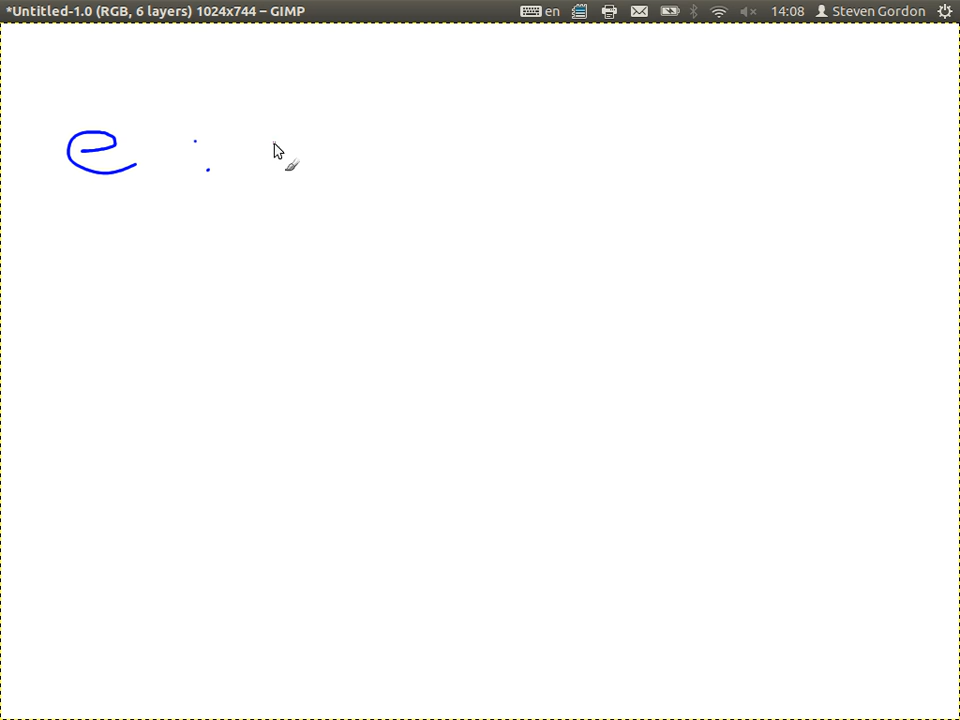 *Untitled-1.0 (RGB, 6 layers) 1024x744 – GIMP en 14:08 Steven Gordon
e :